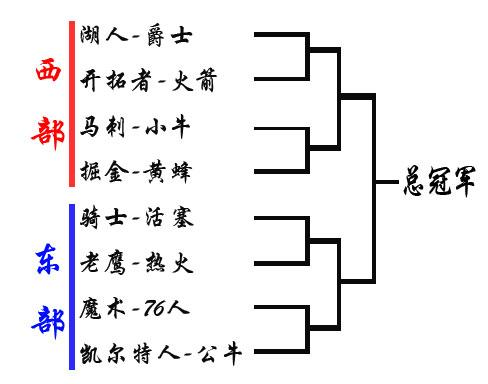 西部
湖人-爵士
开拓者-火箭
马刺-小牛
掘金-黄蜂
总冠军
东部
骑士-活塞
老鹰-热火
魔术-76人
凯尔特人-公牛